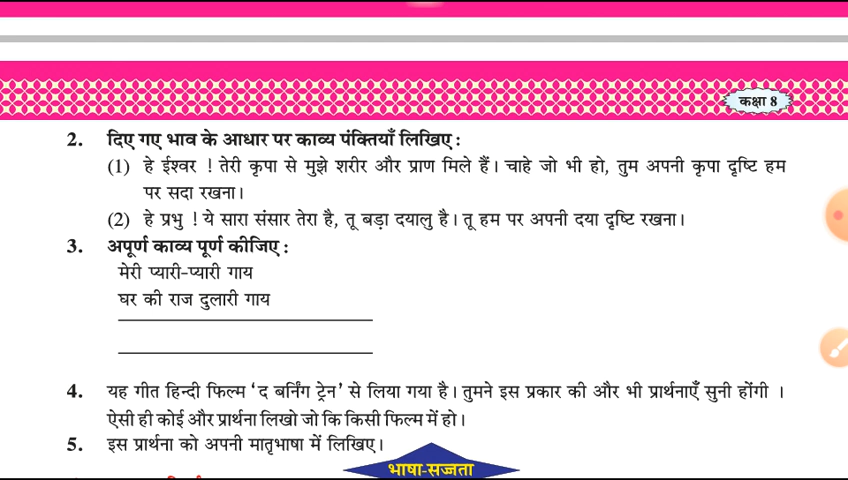 कक्षा 8
2. दिए गए भाव के आधार पर काव्य पंक्तियाँ लिखिए :
(1) हे ईश्वर ! तेरी कृपा से मुझे शरीर और प्राण मिले हैं। चाहे जो भी हो, तुम अपनी कृपा दृष्टि हम
पर सदा रखना।
(2) हे प्रभु ! ये सारा संसार तेरा है, तू बड़ा दयालु है। तू हम पर अपनी दया दृष्टि रखना।
3. अपूर्ण काव्य पूर्ण कीजिए :
मेरी प्यारी-प्यारी गाय
घर की राज दुलारी गाय
4. यह गीत हिन्दी फिल्म ‘द बर्निंग ट्रेन’ से लिया गया है। तुमने इस प्रकार की और भी प्रार्थनाएँ सुनी होंगी ।
ऐसी ही कोई और प्रार्थना लिखो जो कि किसी फिल्म में हो।
5. इस प्रार्थना को अपनी मातृभाषा में लिखिए।
भाषा-सज्जता